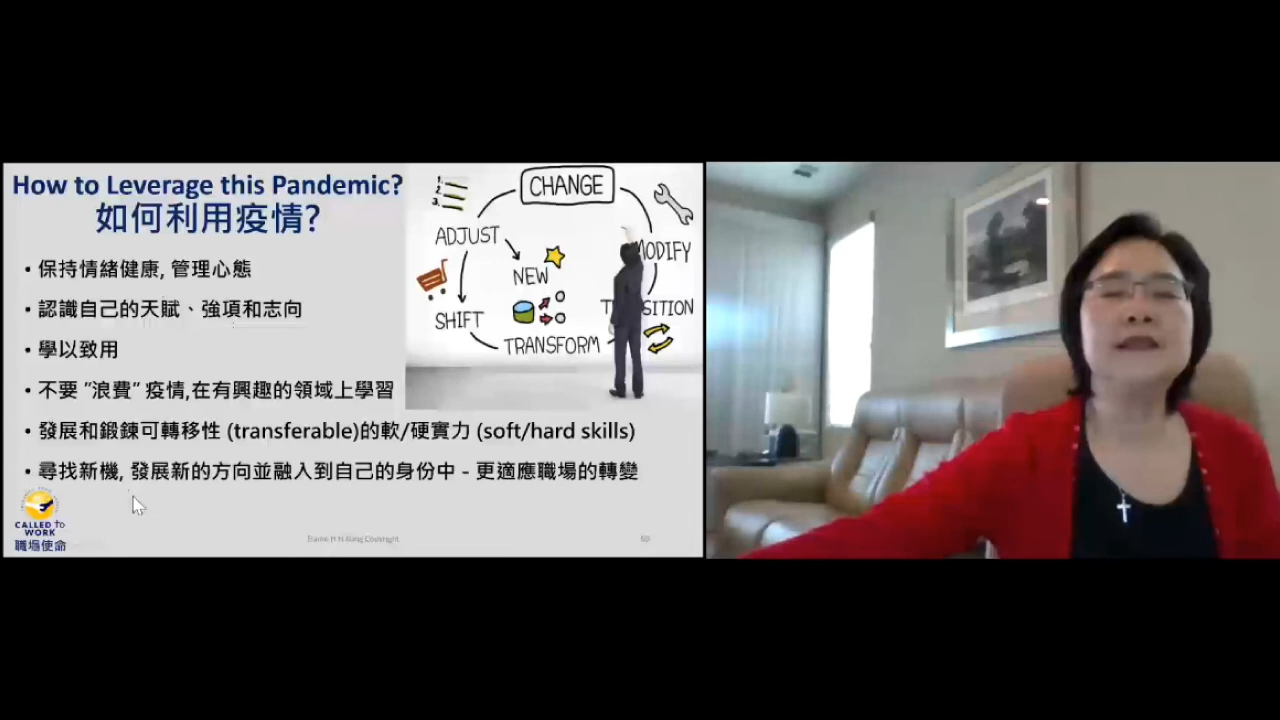 How to Leverage this Pandemic?
如何利用疫情?
• 保持情緒健康, 管理心態
• 認識自己的天賦、強項和志向
• 學以致用
• 不要 “浪費” 疫情,在有興趣的領域上學習
• 發展和鍛鍊可轉移性 (transferable)的軟/硬實力 (soft/hard skills)
• 尋找新機, 發展新的方向並融入到自己的身份中 - 更適應職場的轉變
CHANGE
1.
2.
3.
ADJUST
MODIFY
NEW
SHIFT
TRANSFORM
CALLED to
WORK
職場使命